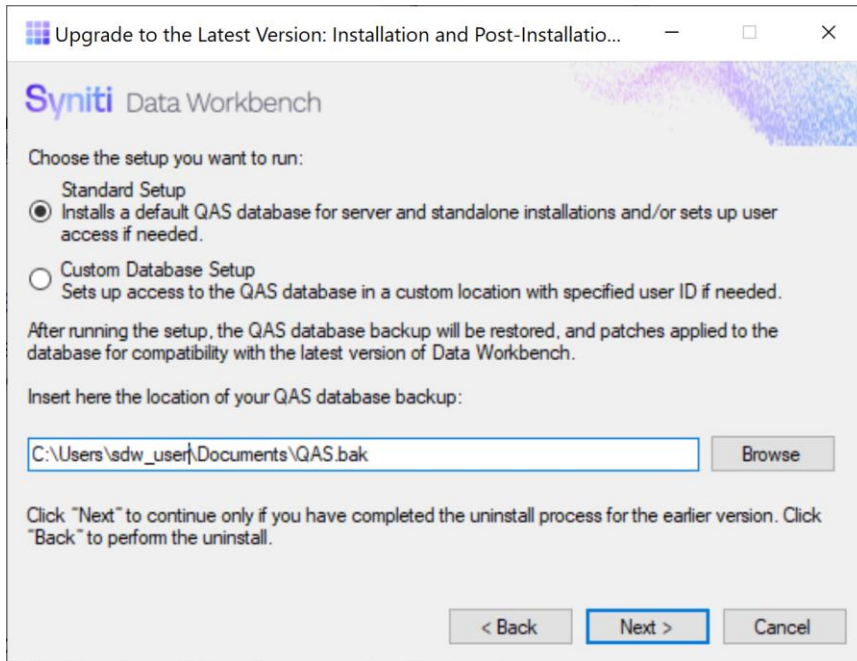 Upgrade to the Latest Version: Installation and Post-Installatio...
Syniti Data Workbench
Choose the setup you want to run:
Standard Setup
Installs a default QAS database for server and standalone installations and/or sets up user
access if needed.
Custom Database Setup
Sets up access to the QAS database in a custom location with specified user ID if needed.
After running the setup, the QAS database backup will be restored, and patches applied to the
database for compatibility with the latest version of Data Workbench.
Insert here the location of your QAS database backup:
C:\Users\sdw_user\Documents\QAS.bak
Browse
Click "Next" to continue only if you have completed the uninstall process for the earlier version. Click
"Back" to perform the uninstall.
< Back
Next >
Cancel